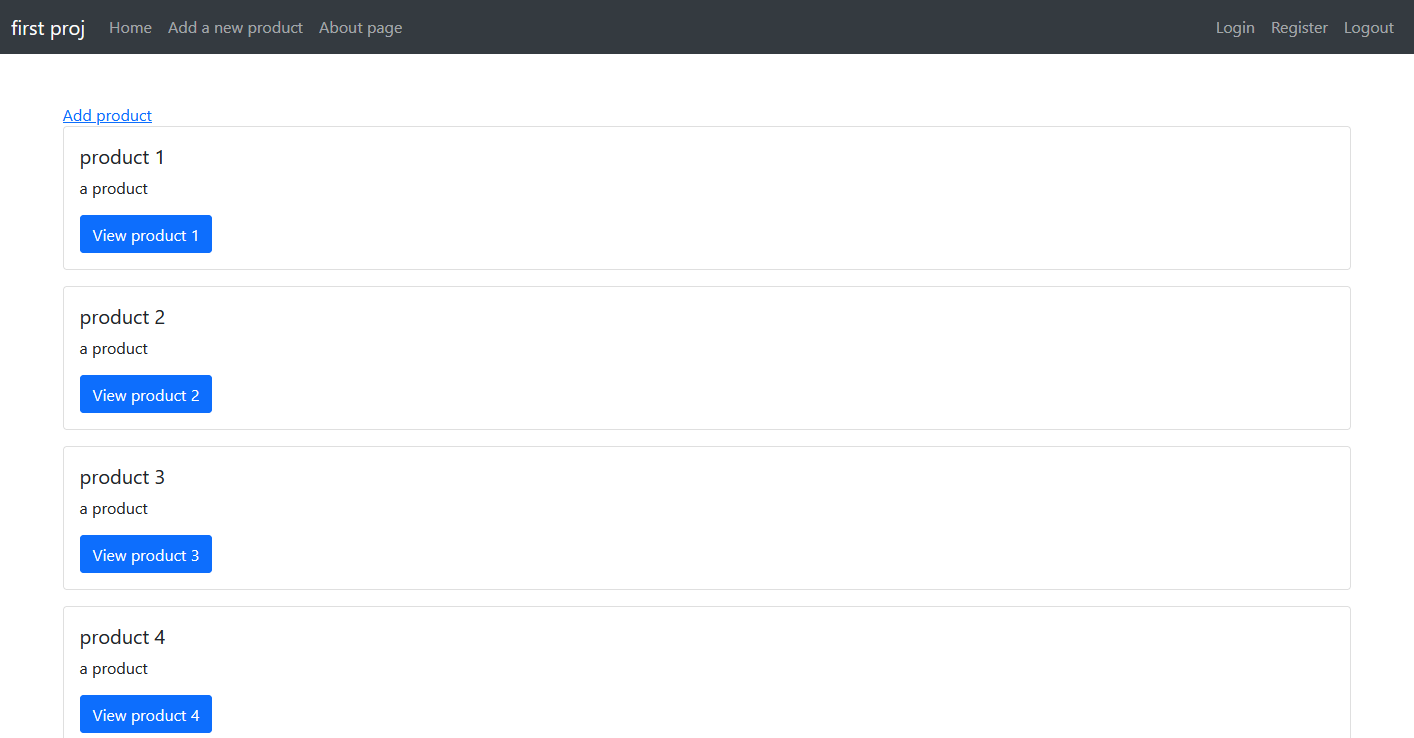 first proj Home Add a new product About page Login Register Logout
Add product
product 1
a product
View product 1
product 2
a product
View product 2
product 3
a product
View product 3
product 4
a product
View product 4